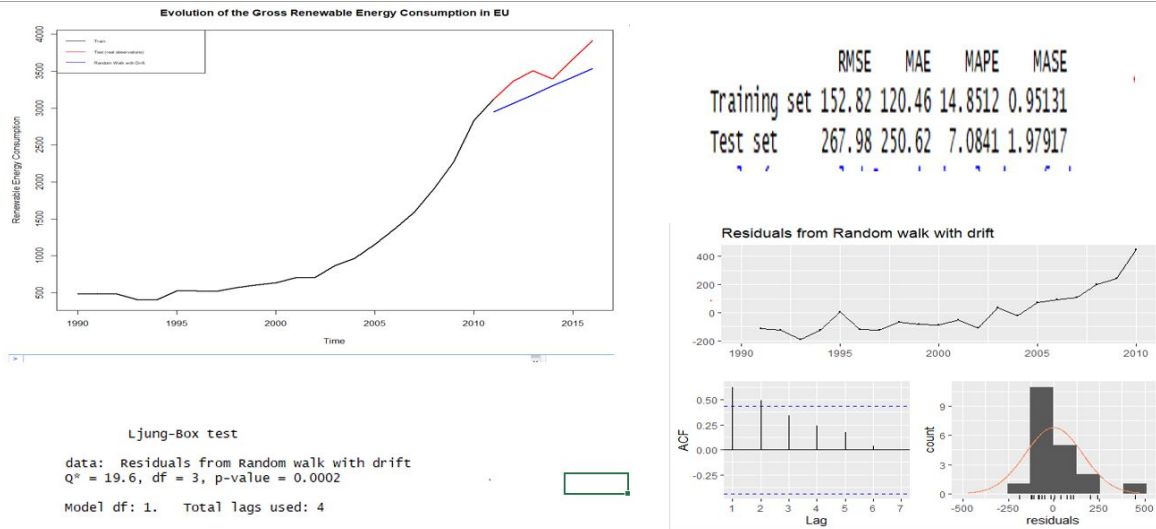 Evolution of the Gross Renewable Energy Consumption in EU
Train
Test (real observations)
Random Walk with Drift
Renewable Energy Consumption
4000
3500
3000
2500
2000
1500
1000
500
1990 1995 2000 2005 2010 2015
Time
>
RMSE MAE MAPE MASE
Training set 152.82 120.46 14.8512 0.95131
Test set 267.98 250.62 7.0841 1.97917
Ljung-Box test
data: Residuals from Random walk with drift
Q* = 19.6, df = 3, p-value = 0.0002
Model df: 1. Total lags used: 4
Residuals from Random walk with drift
400
200
0
-200
1990 1995 2000 2005 2010
ACF
0.50
0.25
0.00
-0.25
1 2 3 4 5 6 7
Lag
count
9
6
3
0
-500 -250 0 250 500
residuals